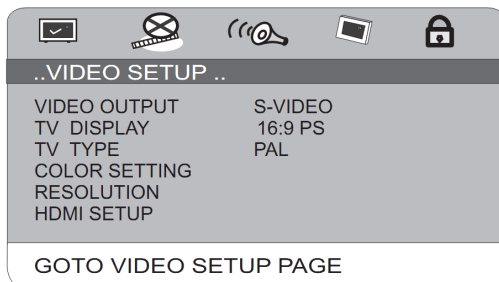 ..VIDEO SETUP ..
VIDEO OUTPUT S-VIDEO
TV DISPLAY 16:9 PS
TV TYPE PAL
COLOR SETTING
RESOLUTION
HDMI SETUP
GOTO VIDEO SETUP PAGE